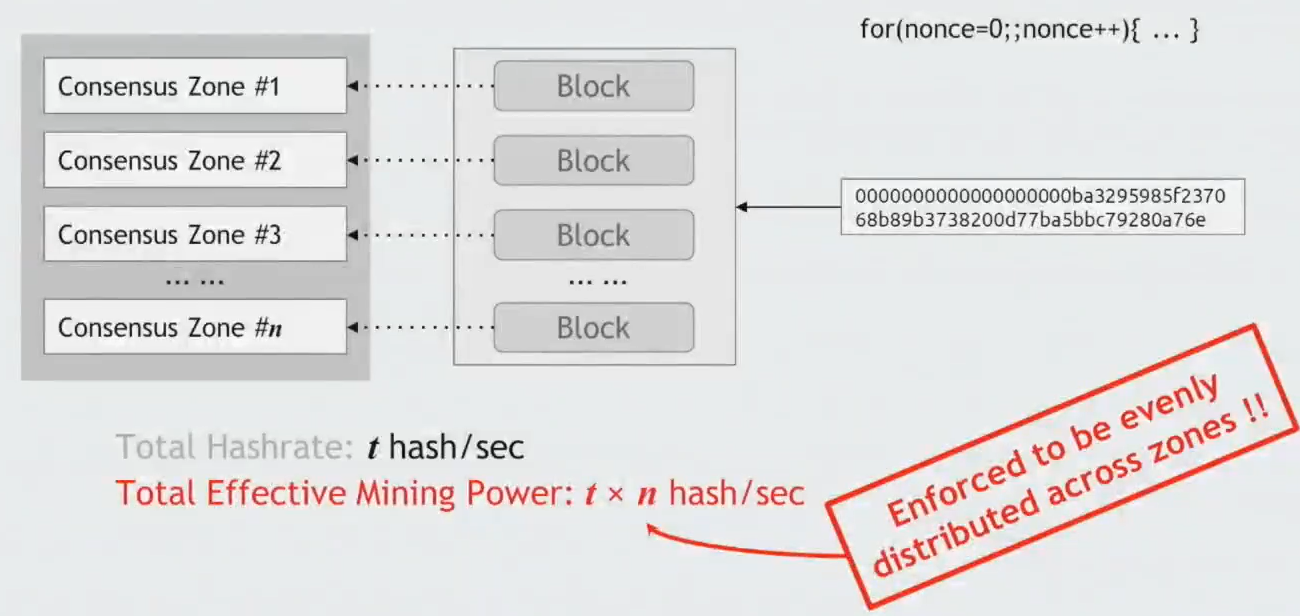 for(nonce=0;;nonce++){ ... }
Consensus Zone #1
Block
Consensus Zone #2
Block
Consensus Zone #3
Block
... ...
... ...
Consensus Zone #n
Block
0000000000000000000ba3295985f2370
68b89b3738200d77ba5bbc79280a76e
Total Hashrate: t hash/sec
Total Effective Mining Power: t × n hash/sec
Enforced to be evenly
distributed across zones !!